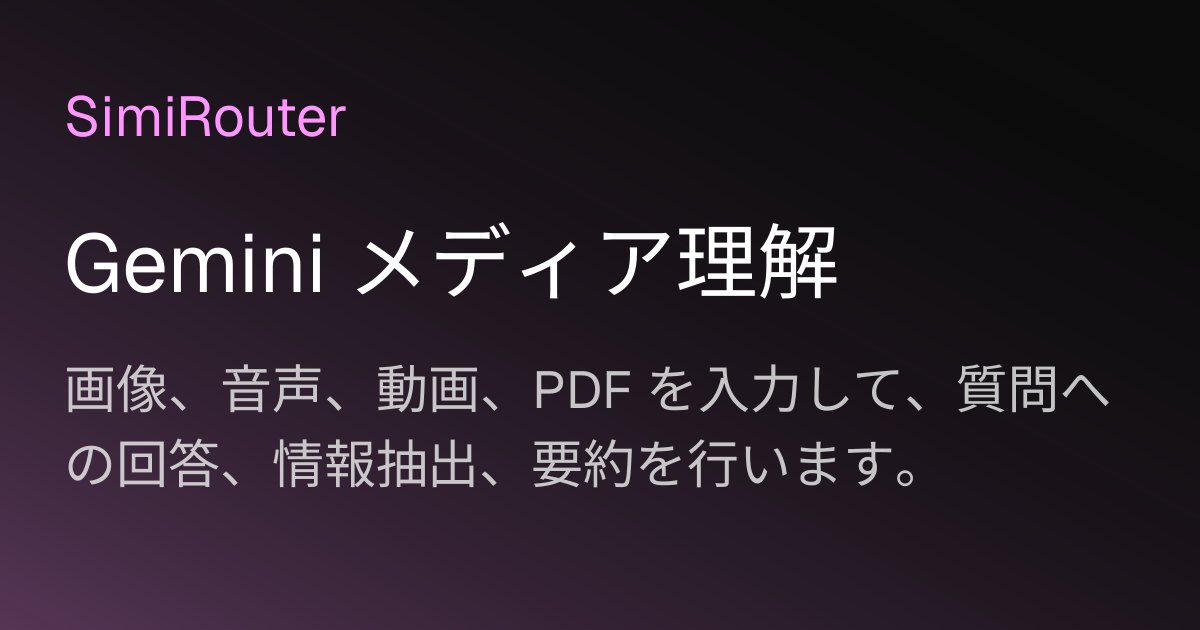 SimiRouter
Gemini メディア理解
画像、音声、動画、PDF を入力して、質問へ
の回答、情報抽出、要約を行います。